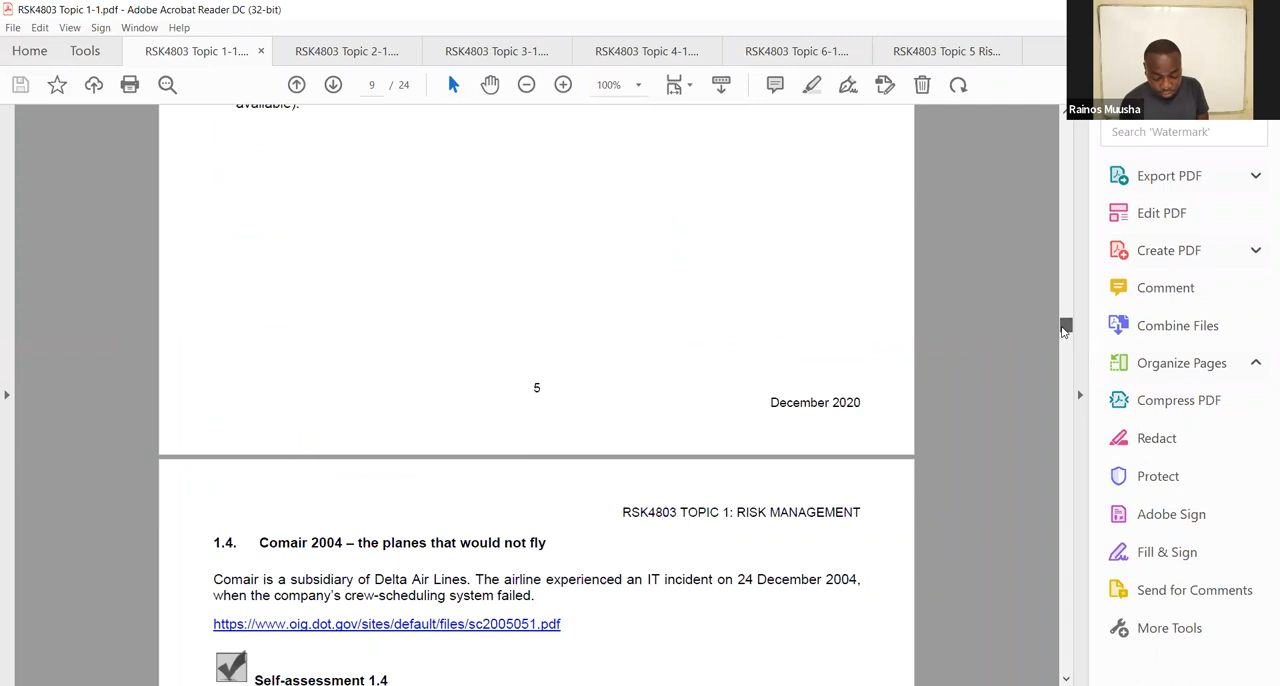 RSK4803 Topic 1-1.pdf - Adobe Acrobat Reader DC (32-bit)
File Edit View Sign Window Help
Home Tools RSK4803 Topic 1-1.... × RSK4803 Topic 2-1.... RSK4803 Topic 3-1.... RSK4803 Topic 4-1.... RSK4803 Topic 6-1.... RSK4803 Topic 5 Ris...
9 / 24 100%
Rainos Muusha
available).
5
December 2020
RSK4803 TOPIC 1: RISK MANAGEMENT
1.4. Comair 2004 – the planes that would not fly
Comair is a subsidiary of Delta Air Lines. The airline experienced an IT incident on 24 December 2004,
when the company's crew-scheduling system failed.
https://www.oig.dot.gov/sites/default/files/sc2005051.pdf
Self-assessment 1.4
Search 'Watermark'
Export PDF
Edit PDF
Create PDF
Comment
Combine Files
Organize Pages
Compress PDF
Redact
Protect
Adobe Sign
Fill & Sign
Send for Comments
More Tools